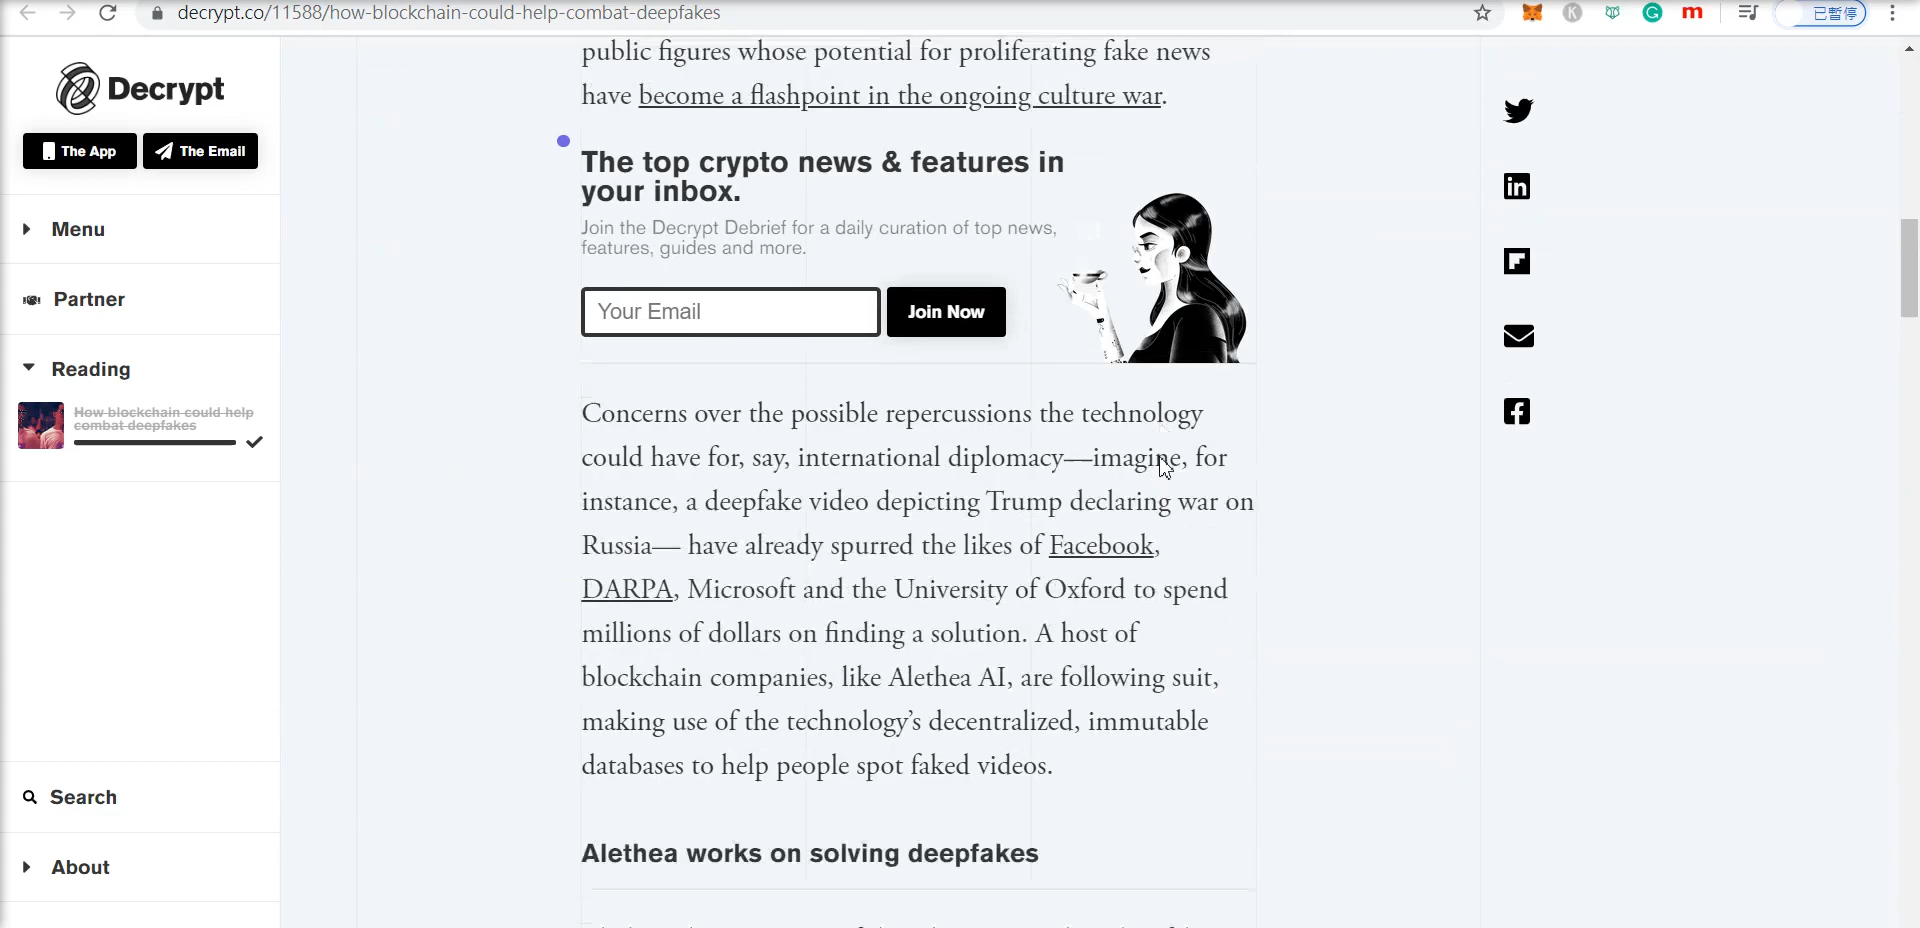 decrypt.co/11588/how-blockchain-could-help-combat-deepfakes
已暫停
Decrypt
The App
The Email
Menu
Partner
Reading
How blockchain could help
combat deepfakes
Search
About
public figures whose potential for proliferating fake news
have become a flashpoint in the ongoing culture war.
The top crypto news & features in
your inbox.
Join the Decrypt Debrief for a daily curation of top news,
features, guides and more.
Your Email
Join Now
Concerns over the possible repercussions the technology
could have for, say, international diplomacy—imagine, for
instance, a deepfake video depicting Trump declaring war on
Russia— have already spurred the likes of Facebook,
DARPA, Microsoft and the University of Oxford to spend
millions of dollars on finding a solution. A host of
blockchain companies, like Alethea AI, are following suit,
making use of the technology’s decentralized, immutable
databases to help people spot faked videos.
Alethea works on solving deepfakes